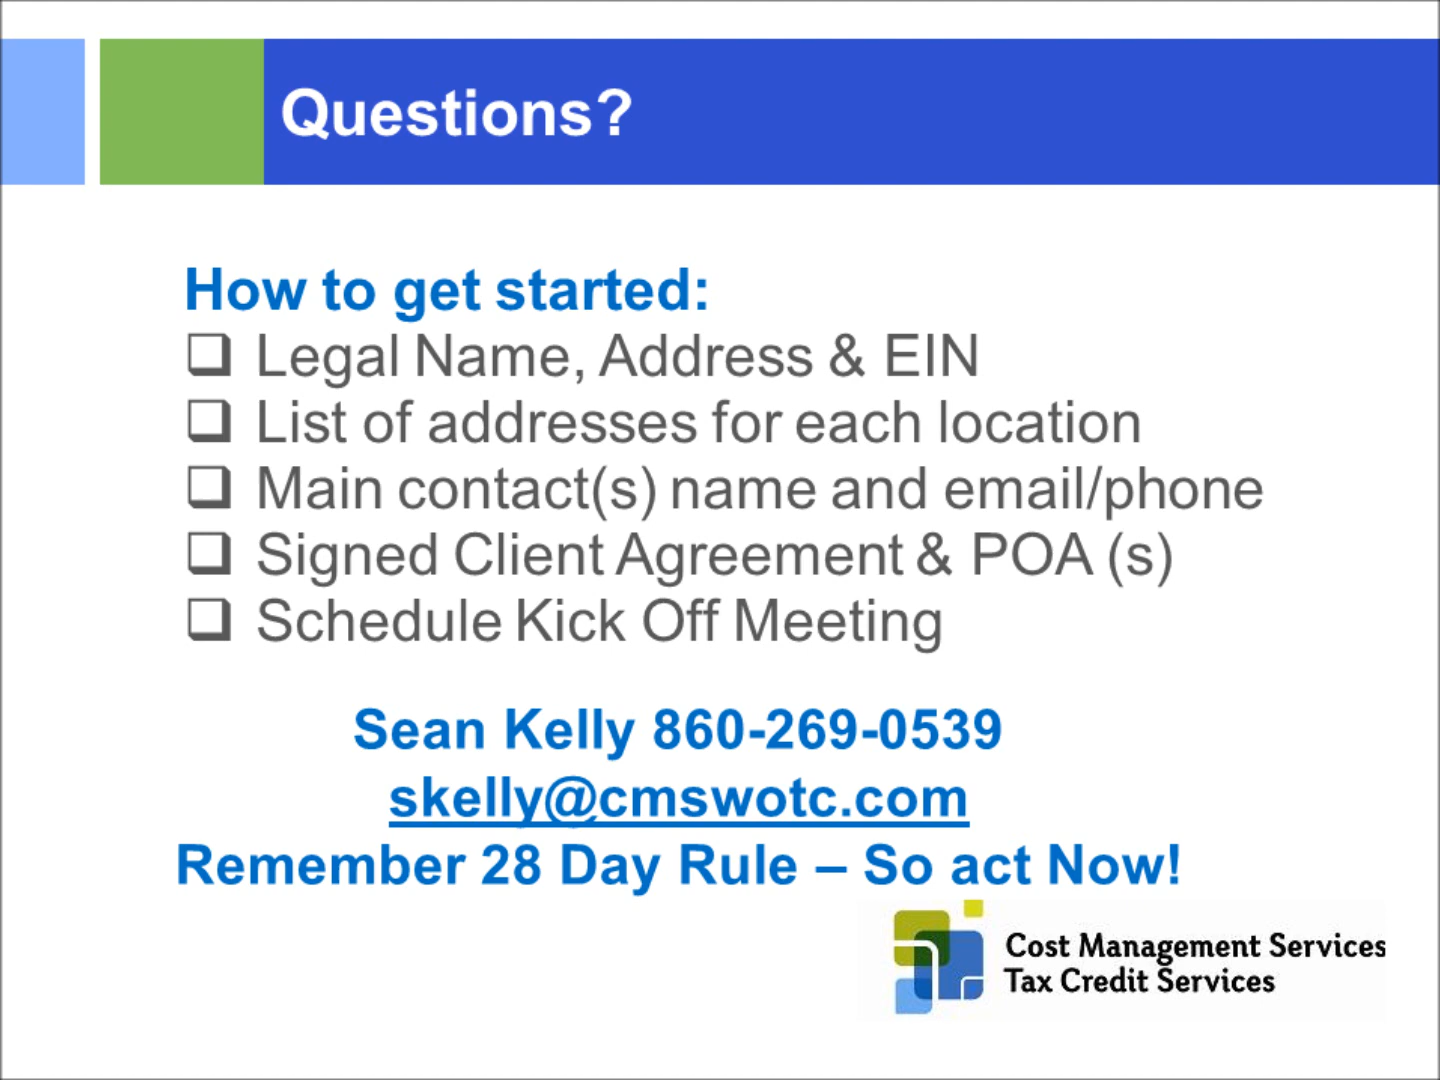 Questions?
How to get started:
❑ Legal Name, Address & EIN
❑ List of addresses for each location
❑ Main contact(s) name and email/phone
❑ Signed Client Agreement & POA (s)
❑ Schedule Kick Off Meeting
Sean Kelly 860-269-0539
skelly@cmswotc.com
Remember 28 Day Rule – So act Now!
Cost Management Services
Tax Credit Services